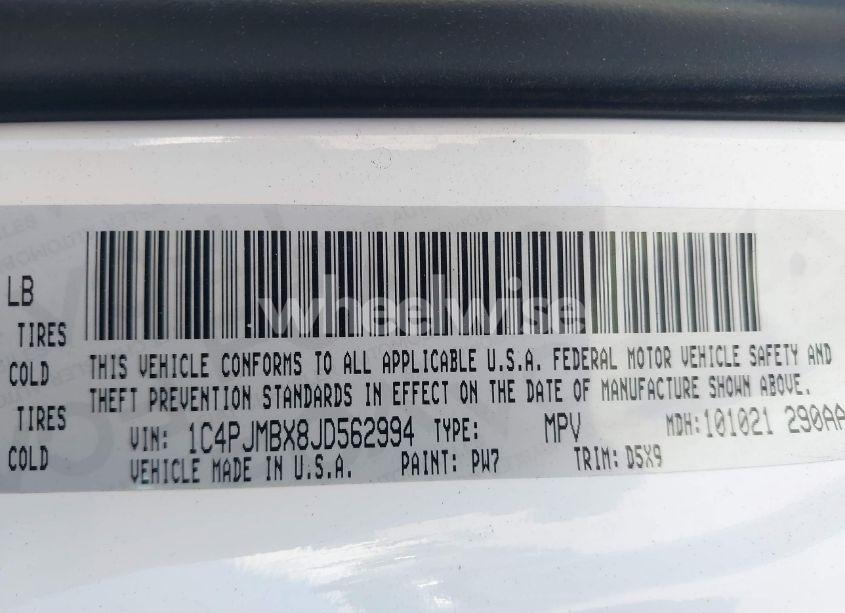 wheelwise
LB
TIRES
COLD
TIRES
COLD
THIS VEHICLE CONFORMS TO ALL APPLICABLE U.S.A. FEDERAL MOTOR VEHICLE SAFETY AND
THEFT PREVENTION STANDARDS IN EFFECT ON THE DATE OF MANUFACTURE SHOWN ABOVE.
VIN: 1C4PJMBX8JD562994 TYPE: MPV MDH:101021 290AA
VEHICLE MADE IN U.S.A. PAINT: PW7 TRIM: D5X9